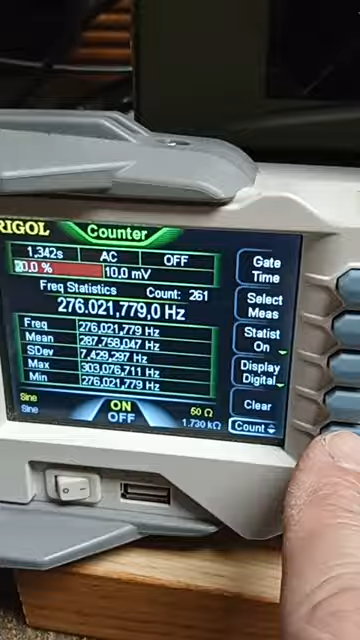 RIGOL Counter
1,342s AC OFF
20,0 % 10,0 mV
Freq Statistics Count: 261
276.021,779,0 Hz
Freq 276,021,779 Hz
Mean 287,758,047 Hz
SDev 7,429,297 Hz
Max 303,076,711 Hz
Min 276,021,779 Hz
Sine ON 50 Ω
Sine OFF 1.730 kΩ
Gate Time
Select Meas
Statist On
Display Digital
Clear
Count